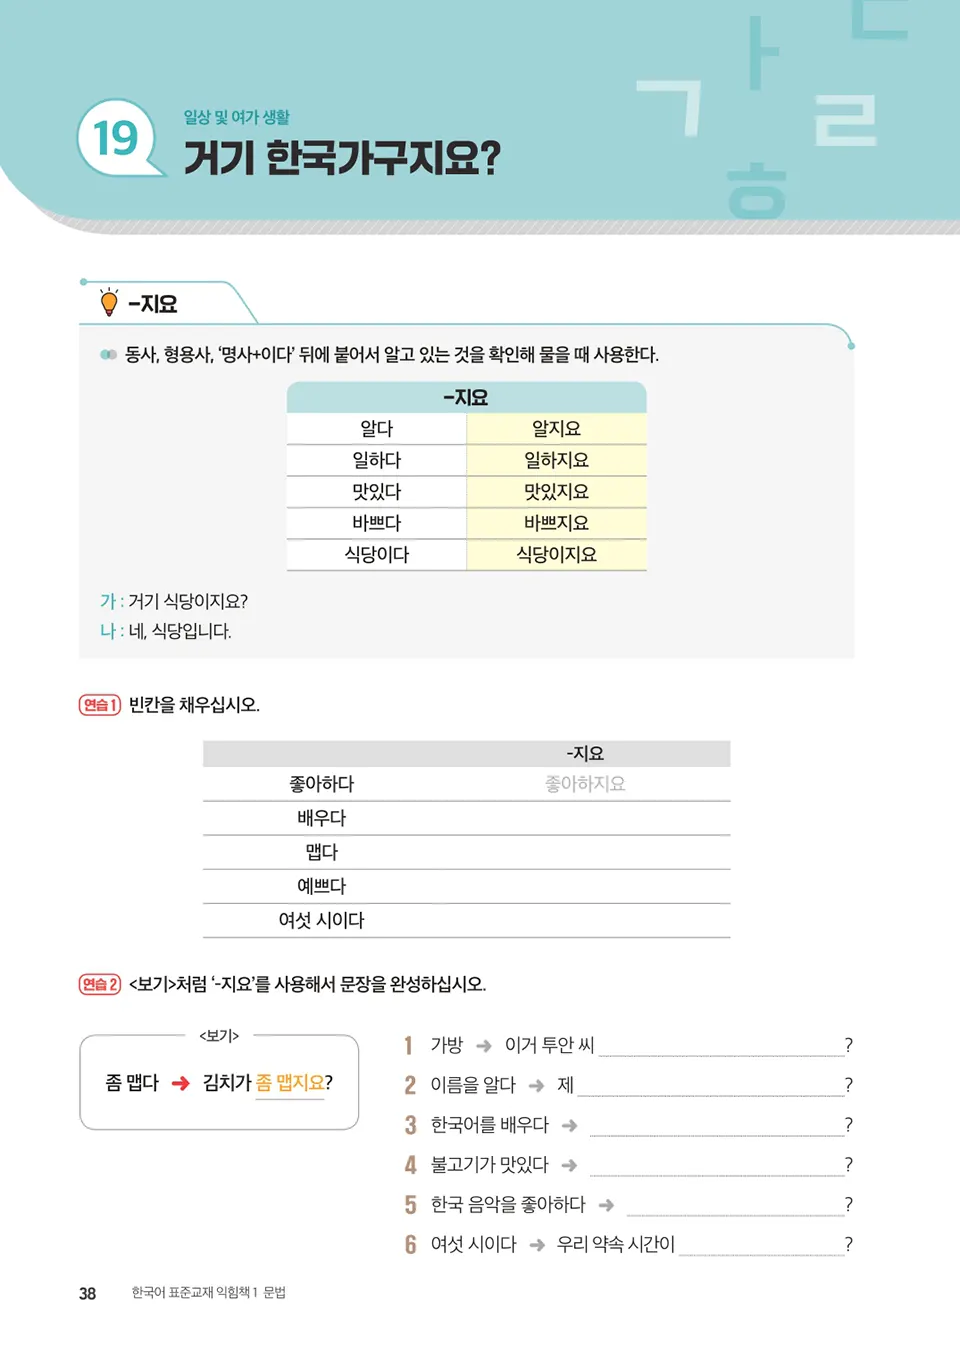 19
일상 및 여가 생활
거기 한국가구지요?
가
ㄹ
ㄷ
ㅎ
-지요
동사, 형용사, ‘명사+이다’ 뒤에 붙어서 알고 있는 것을 확인해 물을 때 사용한다.
-지요
알다 알지요
일하다 일하지요
맛있다 맛있지요
바쁘다 바쁘지요
식당이다 식당이지요
가 : 거기 식당이지요?
나 : 네, 식당입니다.
연습 1 빈칸을 채우십시오.
-지요
좋아하다 좋아하지요
배우다
맵다
예쁘다
여섯 시이다
연습 2 <보기>처럼 ‘-지요’를 사용해서 문장을 완성하십시오.
<보기>
좀 맵다 ➜ 김치가 좀 맵지요?
1 가방 ➜ 이거 투안 씨 ?
2 이름을 알다 ➜ 제 ?
3 한국어를 배우다 ➜ ?
4 불고기가 맛있다 ➜ ?
5 한국 음악을 좋아하다 ➜ ?
6 여섯 시이다 ➜ 우리 약속 시간이 ?
38 한국어 표준교재 익힘책 1 문법